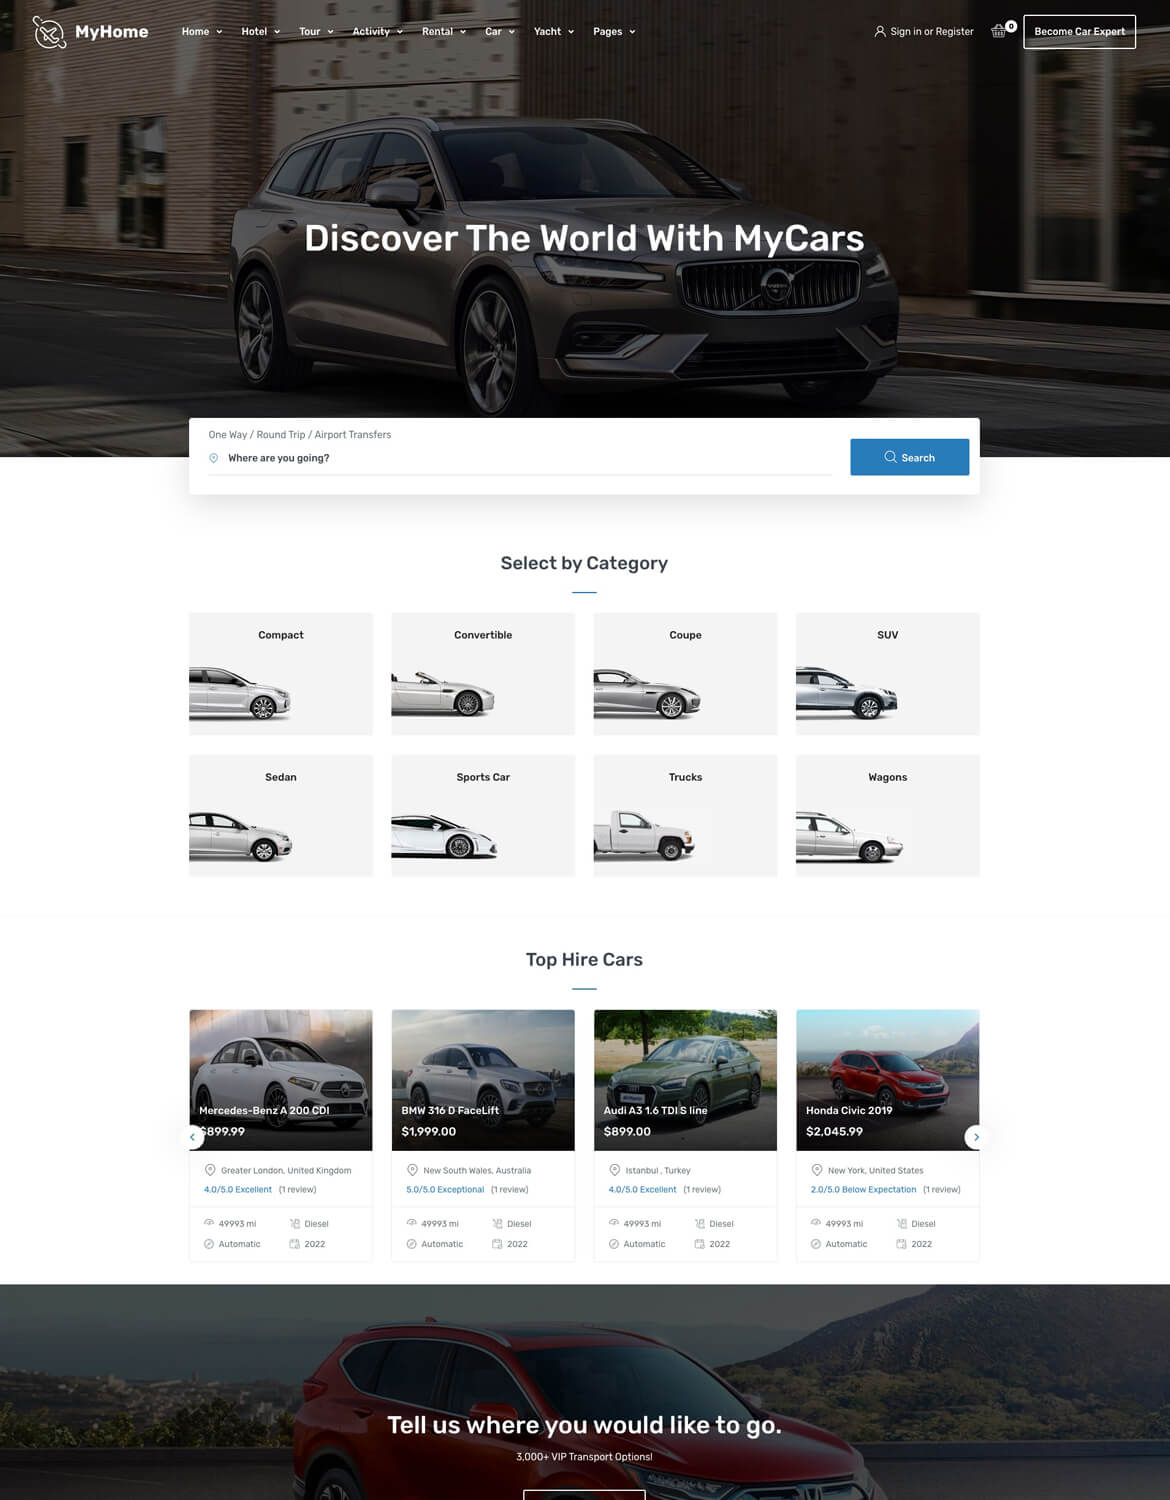 MyHome
Home Hotel Tour Activity Rental Car Yacht Pages
Sign in or Register 0 Become Car Expert
Discover The World With MyCars
One Way / Round Trip / Airport Transfers
Where are you going?
Search
Select by Category
Compact Convertible Coupe SUV
Sedan Sports Car Trucks Wagons
Top Hire Cars
Mercedes-Benz A 200 CDI
$899.99
Greater London, United Kingdom
4.0/5.0 Excellent (1 review)
49993 mi Diesel
Automatic 2022
BMW 316 D FaceLift
$1,999.00
New South Wales, Australia
5.0/5.0 Exceptional (1 review)
49993 mi Diesel
Automatic 2022
Audi A3 1.6 TDI S line
$899.00
Istanbul , Turkey
4.0/5.0 Excellent (1 review)
49993 mi Diesel
Automatic 2022
Honda Civic 2019
$2,045.99
New York, United States
2.0/5.0 Below Expectation (1 review)
49993 mi Diesel
Automatic 2022
Tell us where you would like to go.
3,000+ VIP Transport Options!